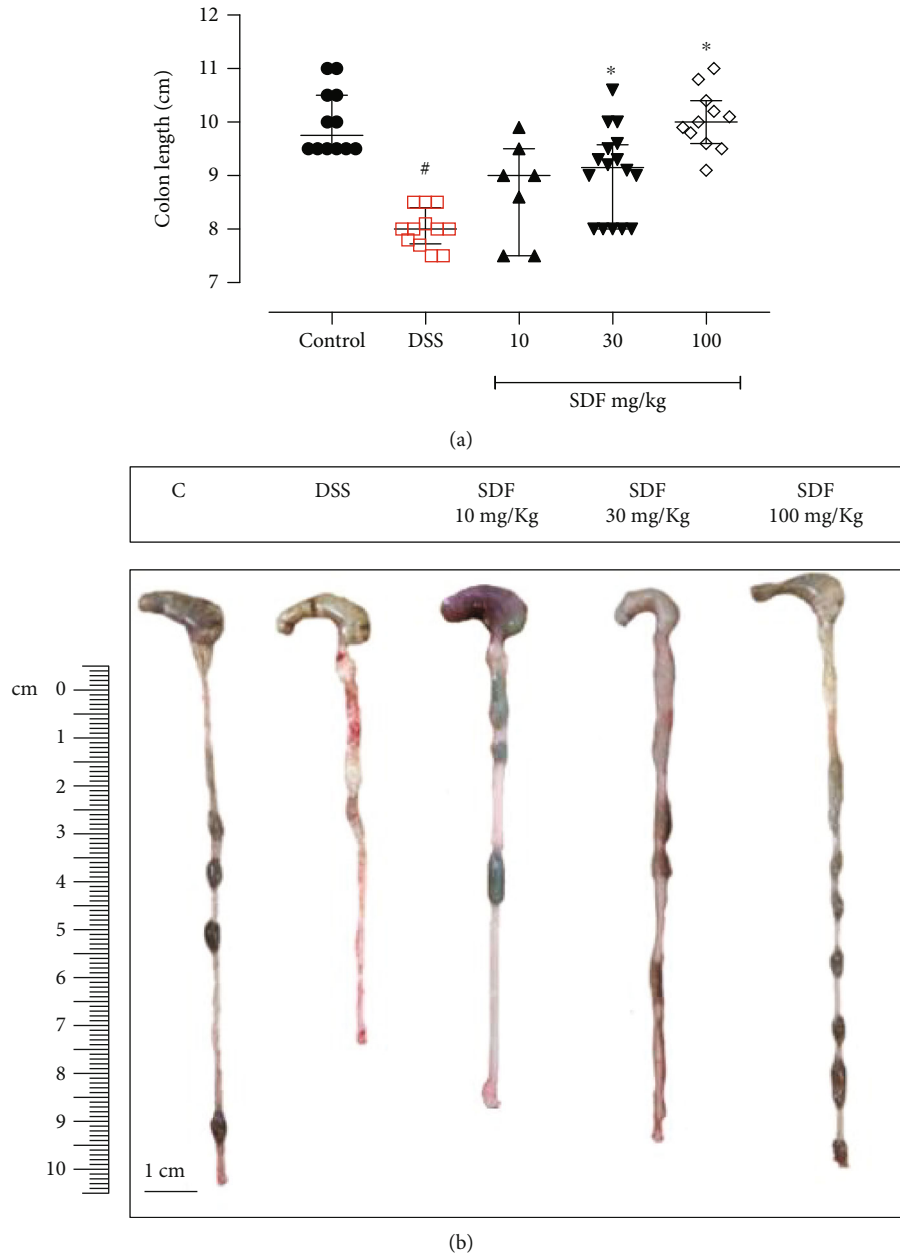 12
11
10
9
8
7
Colon length (cm)
#
*
*
Control
DSS
10
30
100
SDF mg/kg
(a)
C
DSS
SDF
10 mg/Kg
SDF
30 mg/Kg
SDF
100 mg/Kg
cm
0
1
2
3
4
5
6
7
8
9
10
1 cm
(b)